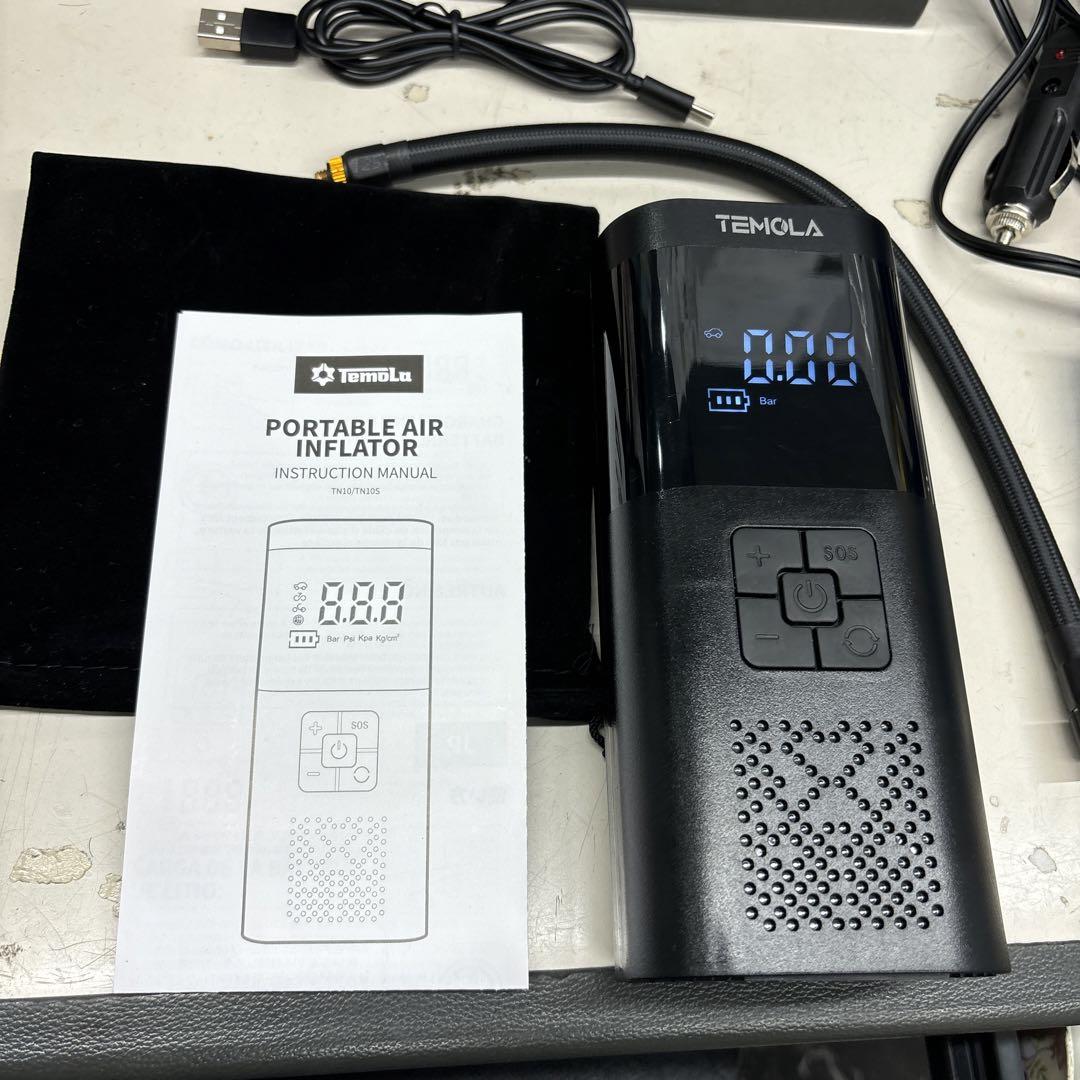 TEMOLA
0.00
Bar
+
SOS
−
Temola
PORTABLE AIR
INFLATOR
INSTRUCTION MANUAL
TN10/TN10S
8.8.8
Bar Psi Kpa Kg/cm²
+
SOS
−